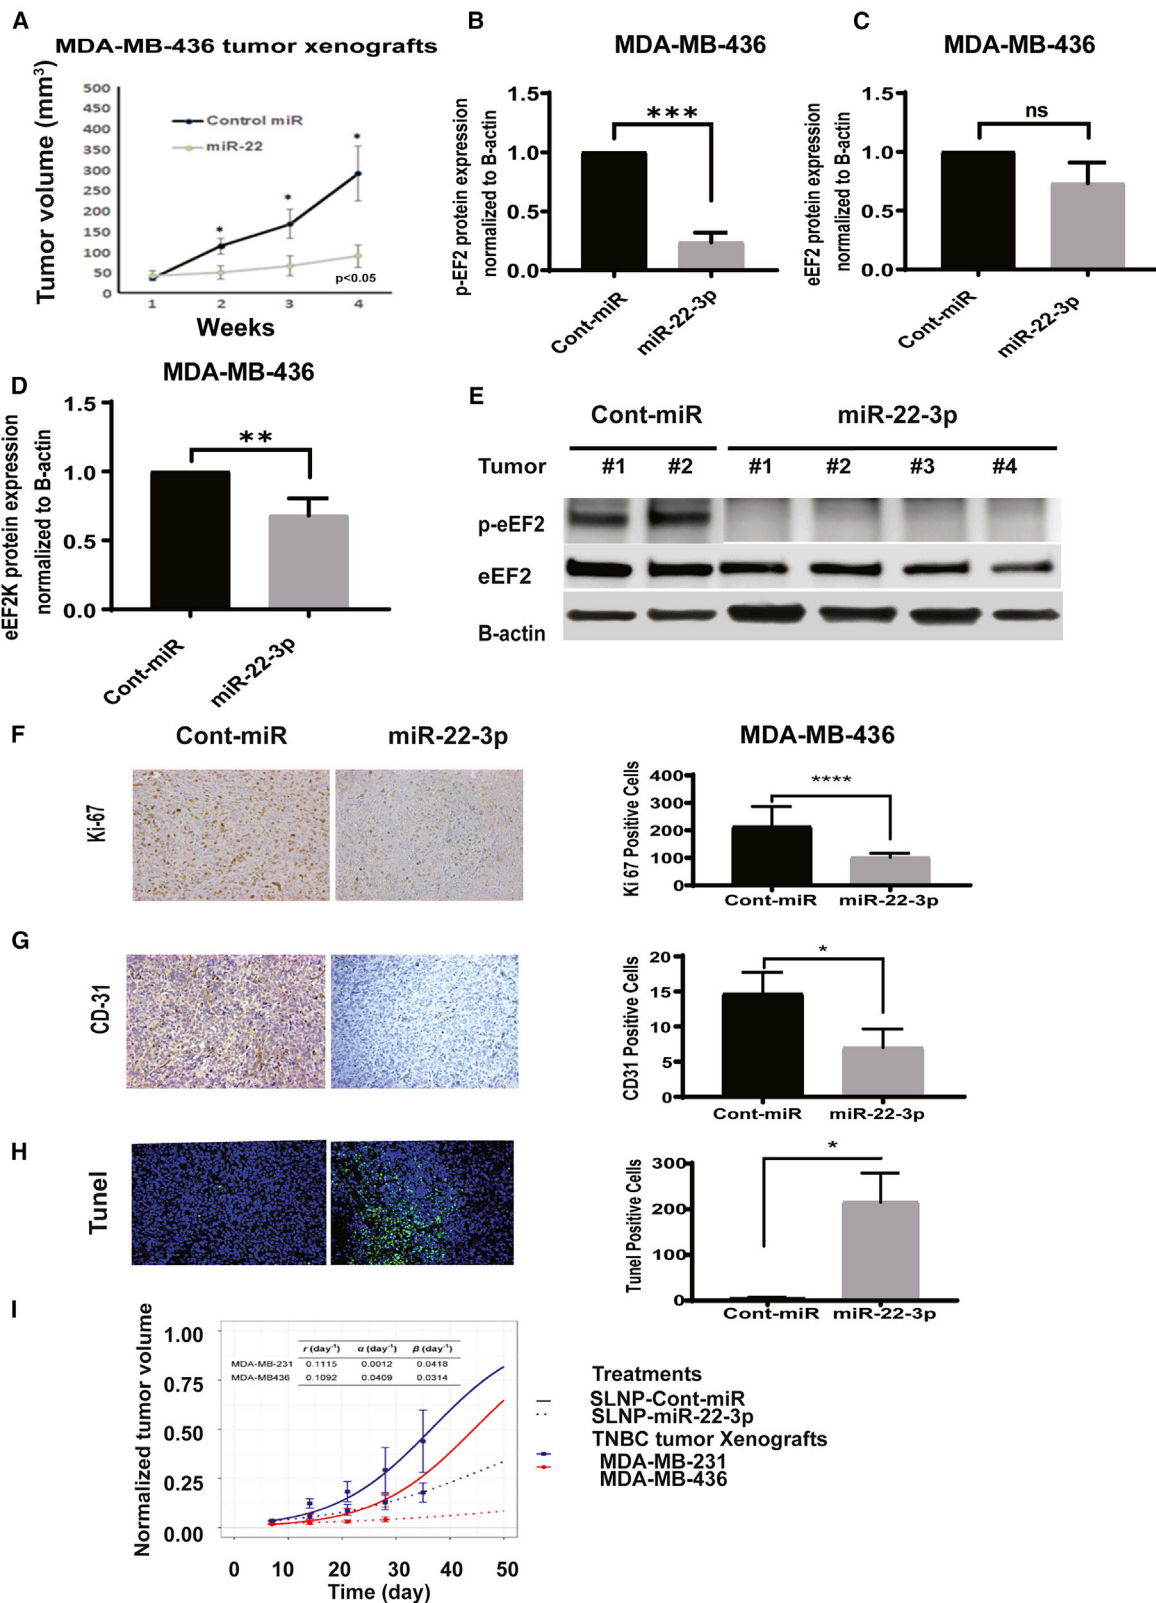 A
MDA-MB-436 tumor xenografts
Tumor volume (mm³)
500
450
400
350
300
250
200
150
100
50
0
Control miR
miR-22
*
*
*
p<0.05
1 2 3 4
Weeks
B
MDA-MB-436
p-EF2 protein expression
normalized to B-actin
1.5
1.0
0.5
0.0
***
Cont-miR
miR-22-3p
C
MDA-MB-436
eEF2 protein expression
normalized to B-actin
1.5
1.0
0.5
0.0
ns
Cont-miR
miR-22-3p
D
MDA-MB-436
eEF2K protein expression
normalized to B-actin
1.5
1.0
0.5
0.0
**
Cont-miR
miR-22-3p
E
Cont-miR miR-22-3p
Tumor #1 #2 #1 #2 #3 #4
p-eEF2
eEF2
B-actin
F
Cont-miR miR-22-3p
Ki-67
MDA-MB-436
Ki 67 Positive Cells
400
300
200
100
0
****
Cont-miR miR-22-3p
G
CD-31
CD31 Positive Cells
20
15
10
5
0
*
Cont-miR miR-22-3p
H
Tunel
Tunel Positive Cells
300
200
100
0
*
Cont-miR miR-22-3p
I
Normalized tumor volume
1.00
0.75
0.50
0.25
0.00
r (day⁻¹) α (day⁻¹) β (day⁻¹)
MDA-MB-231 0.1115 0.0012 0.0418
MDA-MB436 0.1092 0.0409 0.0314
0 10 20 30 40 50
Time (day)
Treatments
SLNP-Cont-miR
SLNP-miR-22-3p
TNBC tumor Xenografts
MDA-MB-231
MDA-MB-436